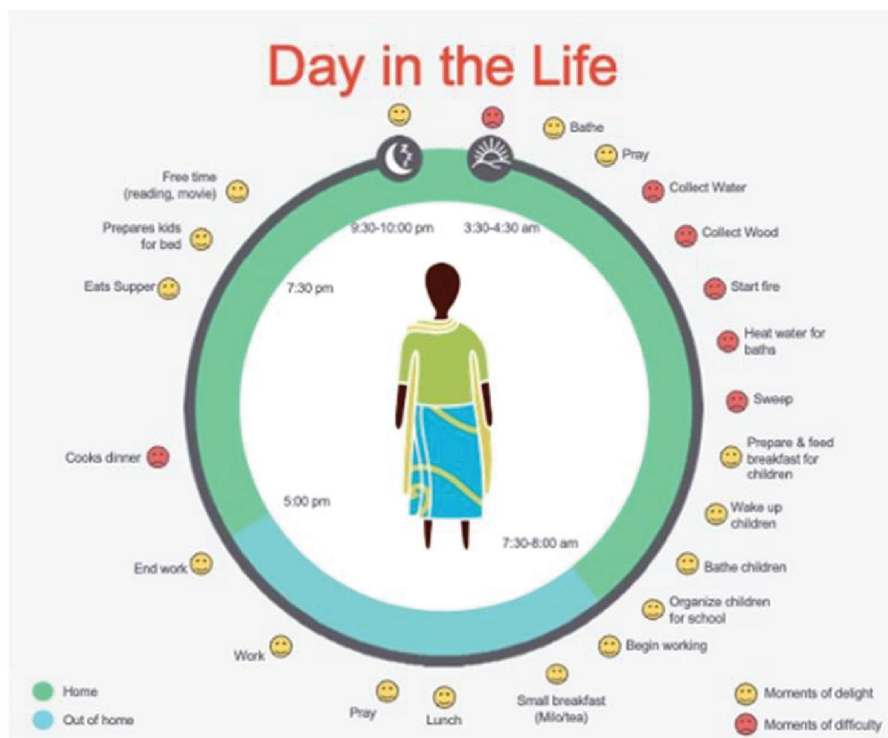 Day in the Life
Bathe
Pray
Collect Water
Collect Wood
Start fire
Heat water for
baths
Sweep
Prepare & feed
breakfast for
children
Wake up
children
Bathe children
Organize children
for school
Begin working
Small breakfast
(Milo/tea)
Lunch
Pray
Work
End work
Cooks dinner
Eats Supper
Prepares kids
for bed
Free time
(reading, movie)
9:30-10:00 pm
3:30-4:30 am
7:30 pm
5:00 pm
7:30-8:00 am
Home
Out of home
Moments of delight
Moments of difficulty